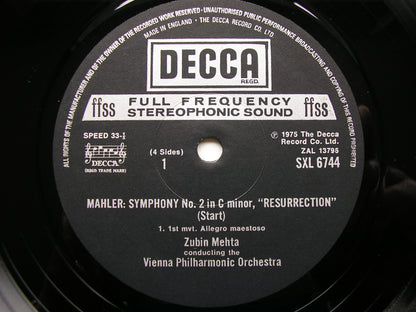 ALL RIGHTS OF THE MANUFACTURER AND OF THE OWNER OF THE RECORDED WORK RESERVED · UNAUTHORISED PUBLIC PERFORMANCE BROADCASTING AND COPYING OF THIS RECORD PROHIBITED
MADE IN ENGLAND, THE DECCA RECORD CO. LTD
DECCA
REGD.
ffss FULL FREQUENCY ffss
STEREOPHONIC SOUND
SPEED 33-⅓
DECCA
(REGD TRADE MARK)
(4 Sides)
1
℗ 1975 The Decca
Record Co. Ltd.
ZAL 13795
SXL 6744
MAHLER: SYMPHONY No. 2 in C minor, "RESURRECTION"
(Start)
1. 1st mvt. Allegro maestoso
Zubin Mehta
conducting the
Vienna Philharmonic Orchestra